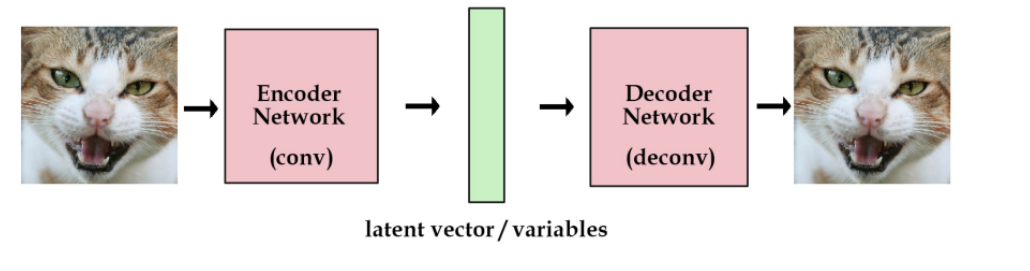 Encoder
Network
(conv)
Decoder
Network
(deconv)
latent vector / variables